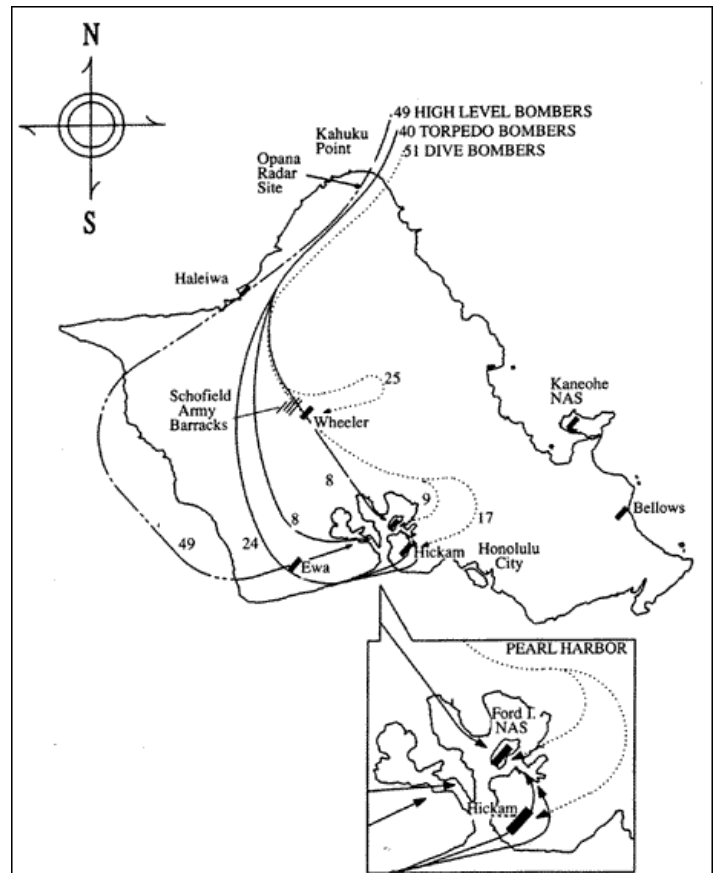 N
S
49 HIGH LEVEL BOMBERS
40 TORPEDO BOMBERS
51 DIVE BOMBERS
Kahuku
Point
Opana
Radar
Site
Haleiwa
25
Kaneohe
NAS
Schofield
Army
Barracks
Wheeler
8
9
17
Bellows
8
49
24
Ewa
Hickam
Honolulu
City
PEARL HARBOR
Ford I.
NAS
Hickam